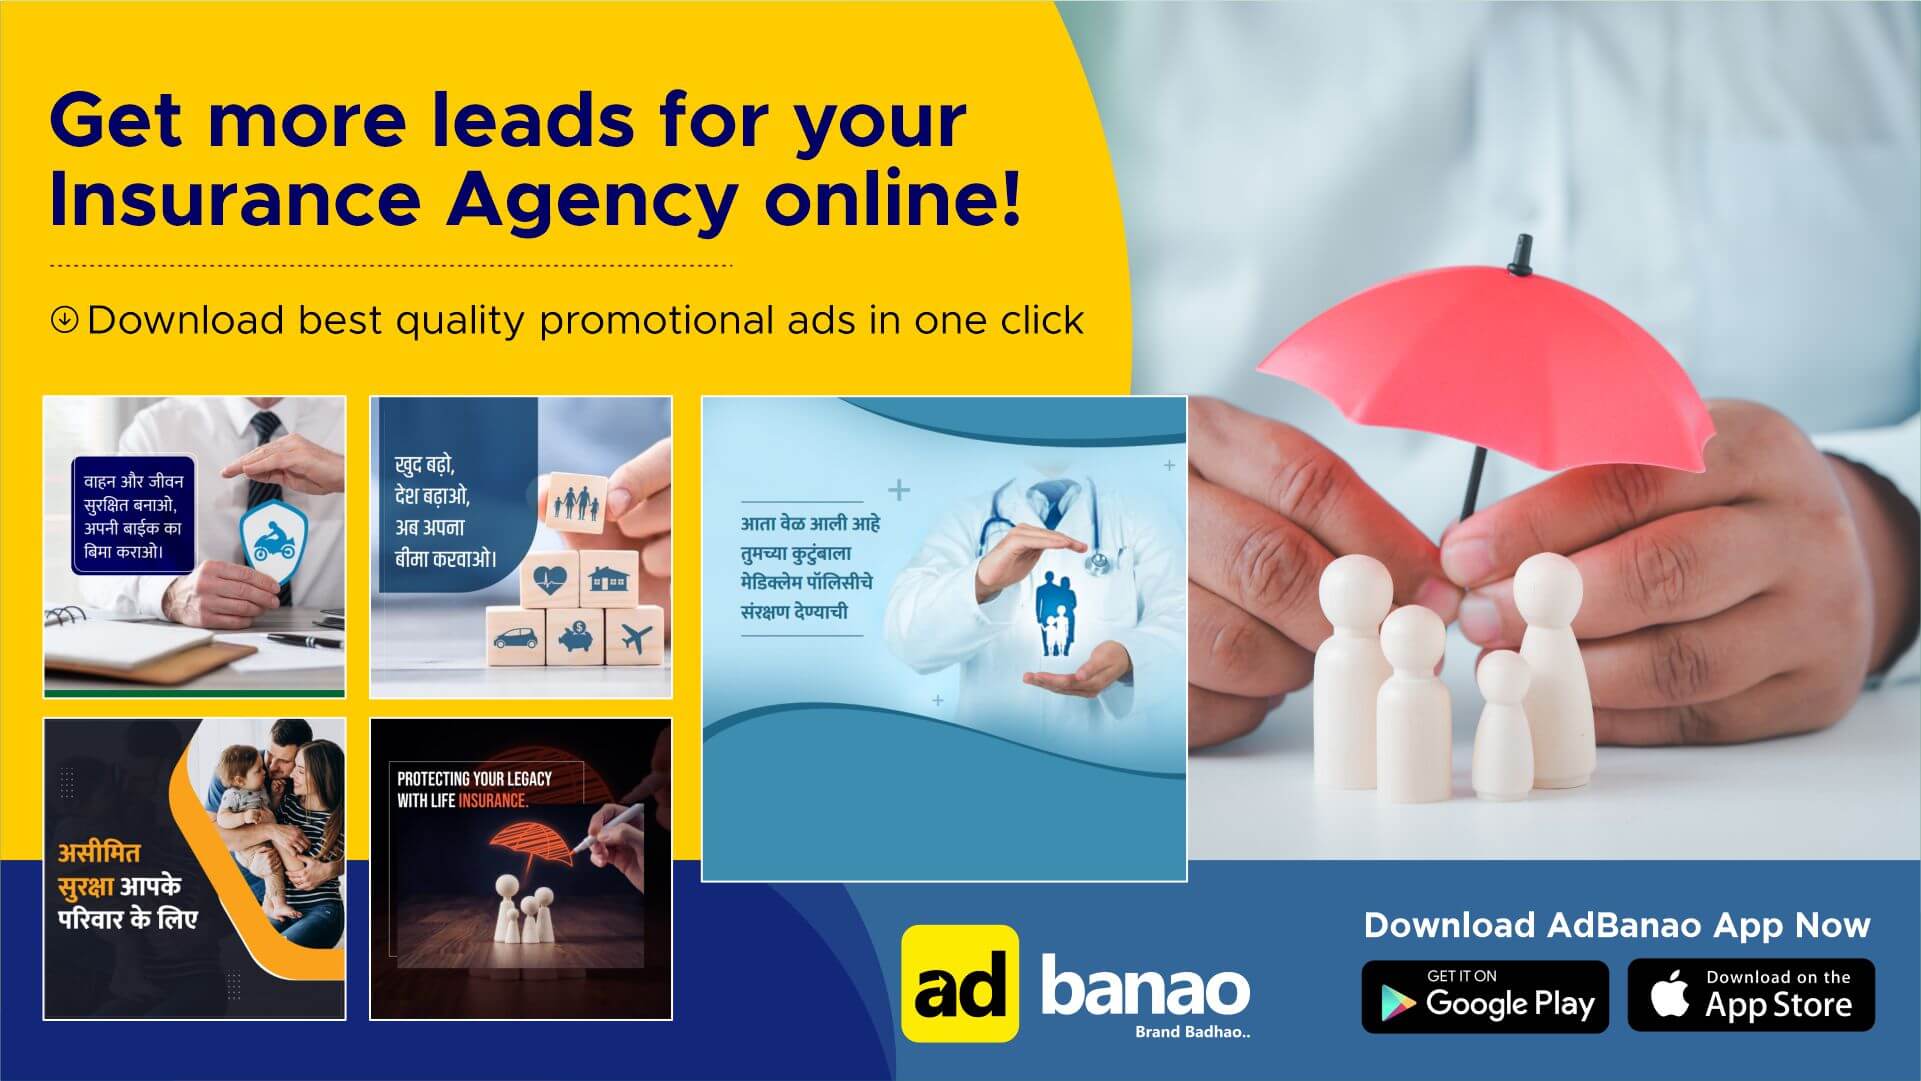 Get more leads for your
Insurance Agency online!
Download best quality promotional ads in one click
वाहन और जीवन
सुरक्षित बनाओ,
अपनी बाईक का
बिमा कराओ।
खुद बढ़ो,
देश बढ़ाओ,
अब अपना
बीमा करवाओ।
आता वेळ आली आहे
तुमच्या कुटुंबाला
मेडिक्लेम पॉलिसीचे
संरक्षण देण्याची
असीमित
सुरक्षा आपके
परिवार के लिए
PROTECTING YOUR LEGACY
WITH LIFE INSURANCE.
ad banao
Brand Badhao..
Download AdBanao App Now
GET IT ON
Google Play
Download on the
App Store